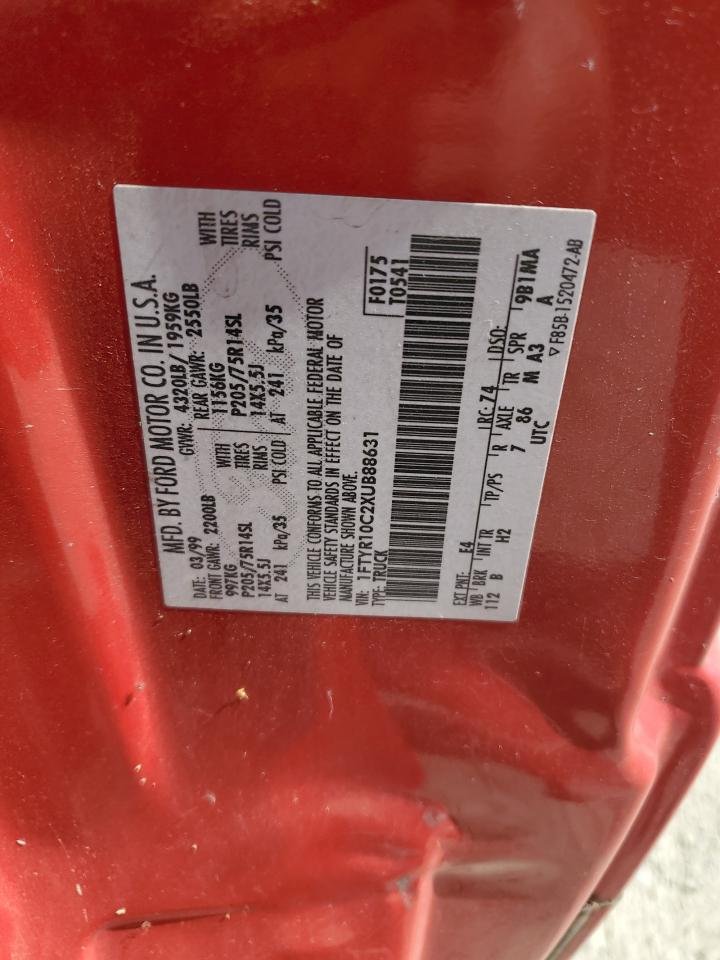 MFD. BY FORD MOTOR CO. IN U.S.A.
DATE: 03/99 GVWR: 4320LB/ 1959KG
FRONT GAWR: 2200LB REAR GAWR: 2550LB
997KG WITH 1156KG WITH
P205/75R14SL TIRES P205/75R14SL TIRES
14X5.5J RIMS 14X5.5J RIMS
AT 241 kPa/35 PSI COLD AT 241 kPa/35 PSI COLD
THIS VEHICLE CONFORMS TO ALL APPLICABLE FEDERAL MOTOR
VEHICLE SAFETY STANDARDS IN EFFECT ON THE DATE OF
MANUFACTURE SHOWN ABOVE.
VIN: 1FTYR10C2XUB88631
TYPE: TRUCK
F0175
T0541
EXT PNT: E4 RC: 74 DSO:
WB BRK INT TR TP/PS R AXLE TR SPR 9B1MA
112 B H2 7 86 M A3 A
UTC ▽F85B-1520472-AB